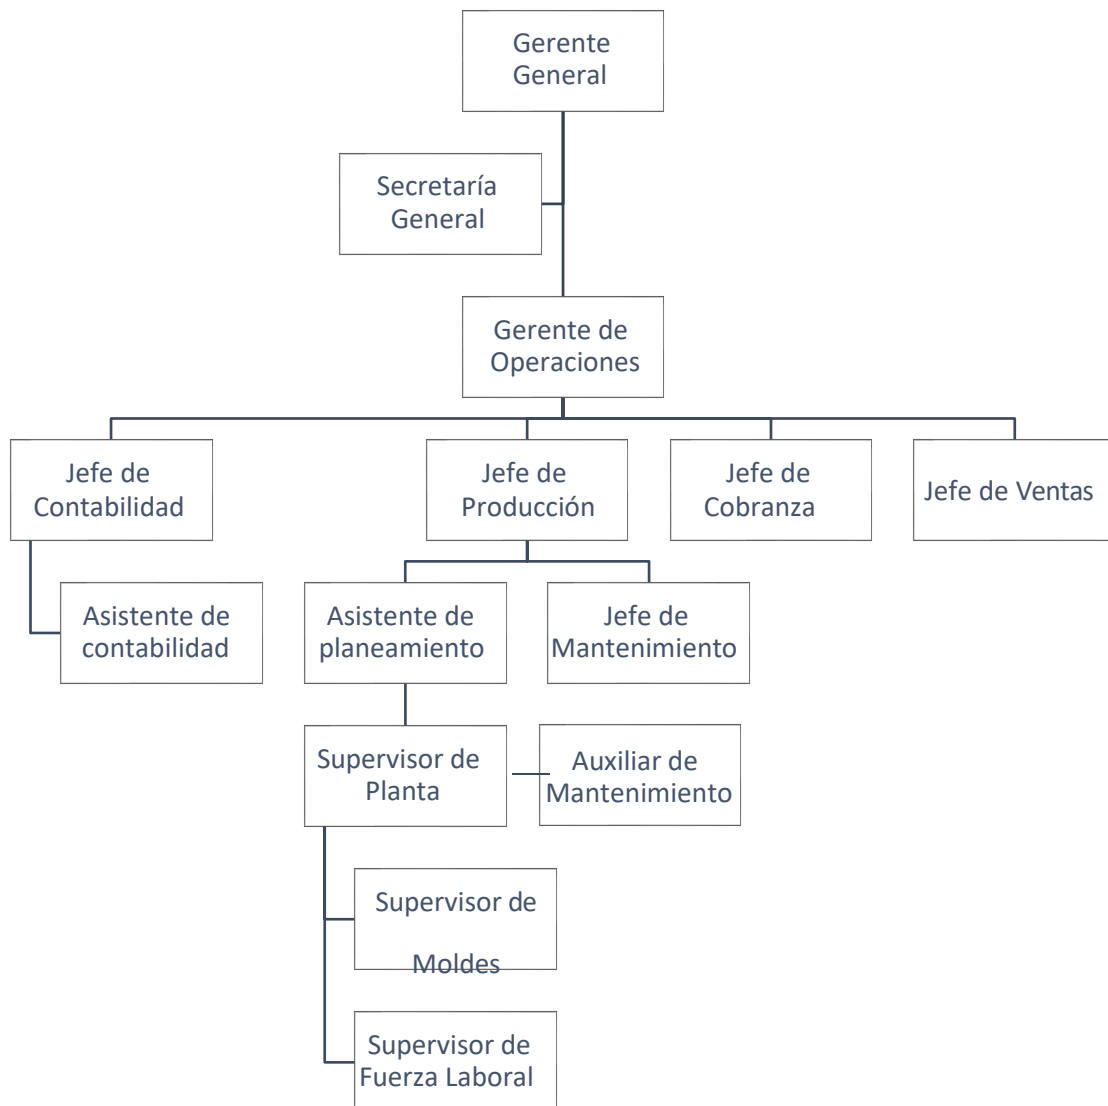 Gerente
General
Secretaría
General
Gerente de
Operaciones
Jefe de
Contabilidad
Jefe de
Producción
Jefe de
Cobranza
Jefe de Ventas
Asistente de
contabilidad
Asistente de
planeamiento
Jefe de
Mantenimiento
Supervisor de
Planta
Auxiliar de
Mantenimiento
Supervisor de
Moldes
Supervisor de
Fuerza Laboral